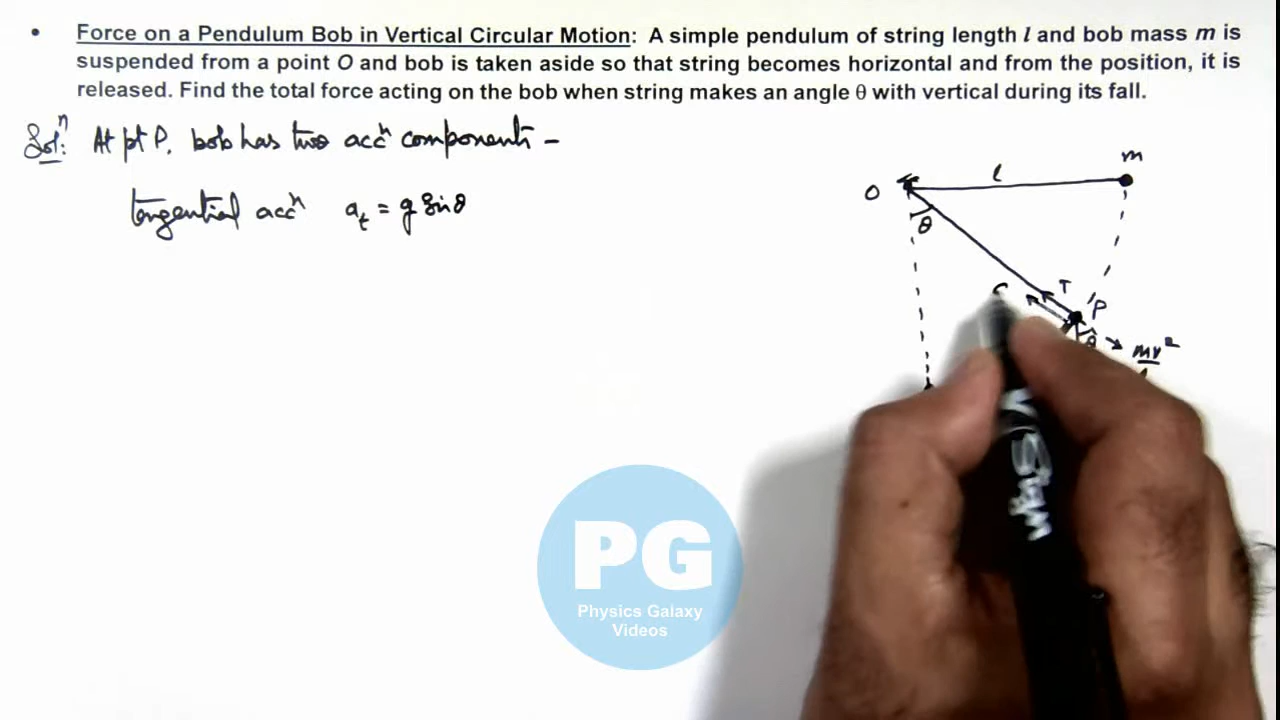 • Force on a Pendulum Bob in Vertical Circular Motion: A simple pendulum of string length l and bob mass m is
suspended from a point O and bob is taken aside so that string becomes horizontal and from the position, it is
released. Find the total force acting on the bob when string makes an angle θ with vertical during its fall.
Solⁿ: At pt P, bob has two accⁿ components –
tangential accⁿ a_t = g sinθ
m
l
O
θ
T
P
θ
mv²
PG
Physics Galaxy
Videos